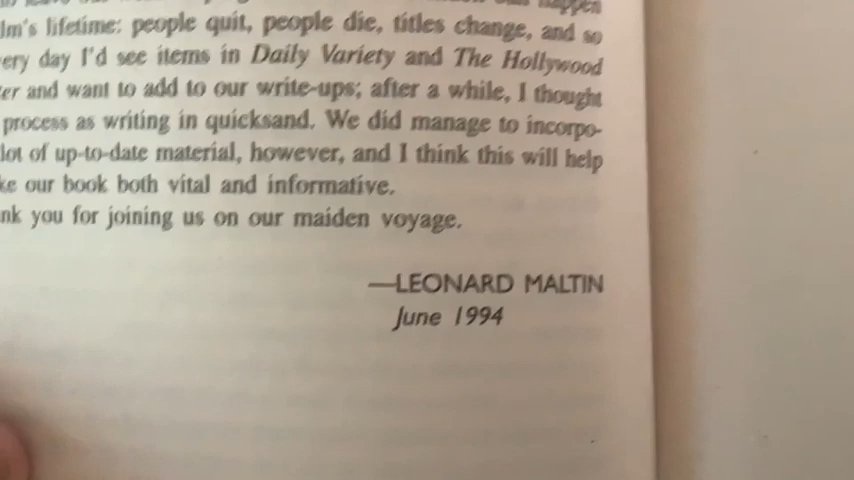 happen
lm's lifetime: people quit, people die, titles change, and so
ery day I'd see items in Daily Variety and The Hollywood
er and want to add to our write-ups; after a while, I thought
process as writing in quicksand. We did manage to incorpo-
lot of up-to-date material, however, and I think this will help
ke our book both vital and informative.
nk you for joining us on our maiden voyage.
—LEONARD MALTIN
June 1994